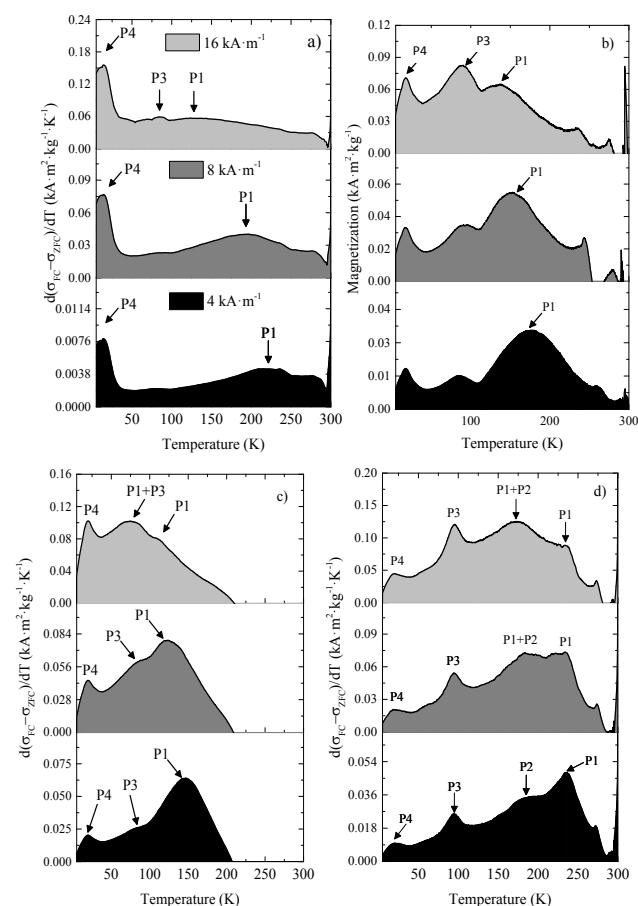 0.24
16 kA·m⁻¹
a)
P4
0.18
P3
P1
0.12
0.06
0.00
0.12
8 kA·m⁻¹
P4
0.09
P1
0.06
0.03
0.00
4 kA·m⁻¹
0.0114
P4
P1
0.0076
0.0038
0.0000
50 100 150 200 250 300
Temperature (K)
d(σFC−σZFC)/dT (kA·m²·kg⁻¹·K⁻¹)
0.12
b)
P3
0.09
P4
P1
0.06
0.03
0.00
0.06
P1
0.04
0.02
0.00
0.04
P1
0.03
0.01
0.00
100 200 300
Temperature (K)
Magnetization (kA·m²·kg⁻¹)
0.16
c)
P1+P3
0.12
P4
P1
0.08
0.04
0.00
0.084
P1
P3
0.056
P4
0.028
0.000
0.075
P1
0.050
P4
P3
0.025
0.000
50 100 150 200 250 300
Temperature (K)
d(σFC−σZFC)/dT (kA·m²·kg⁻¹·K⁻¹)
0.20
d)
P1+P2
0.15
P3
P1
0.10
P4
0.05
0.00
0.09
P1+P2
P1
0.06
P3
0.03
P4
0.00
0.054
P1
P2
0.036
P3
0.018
P4
0.000
50 100 150 200 250 300
Temperature (K)
d(σFC−σZFC)/dT (kA·m²·kg⁻¹·K⁻¹)